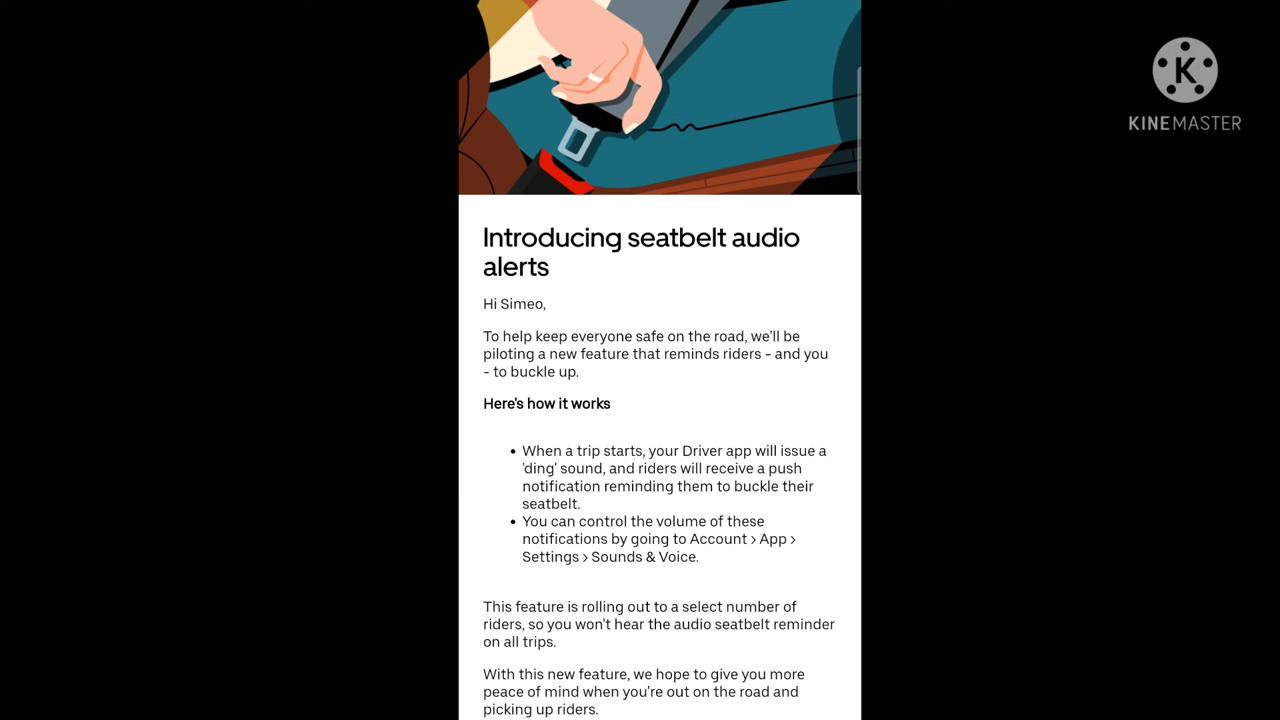 K
KINEMASTER
Introducing seatbelt audio
alerts
Hi Simeo,
To help keep everyone safe on the road, we'll be
piloting a new feature that reminds riders - and you
- to buckle up.
Here's how it works
• When a trip starts, your Driver app will issue a
'ding' sound, and riders will receive a push
notification reminding them to buckle their
seatbelt.
• You can control the volume of these
notifications by going to Account > App >
Settings > Sounds & Voice.
This feature is rolling out to a select number of
riders, so you won't hear the audio seatbelt reminder
on all trips.
With this new feature, we hope to give you more
peace of mind when you're out on the road and
picking up riders.